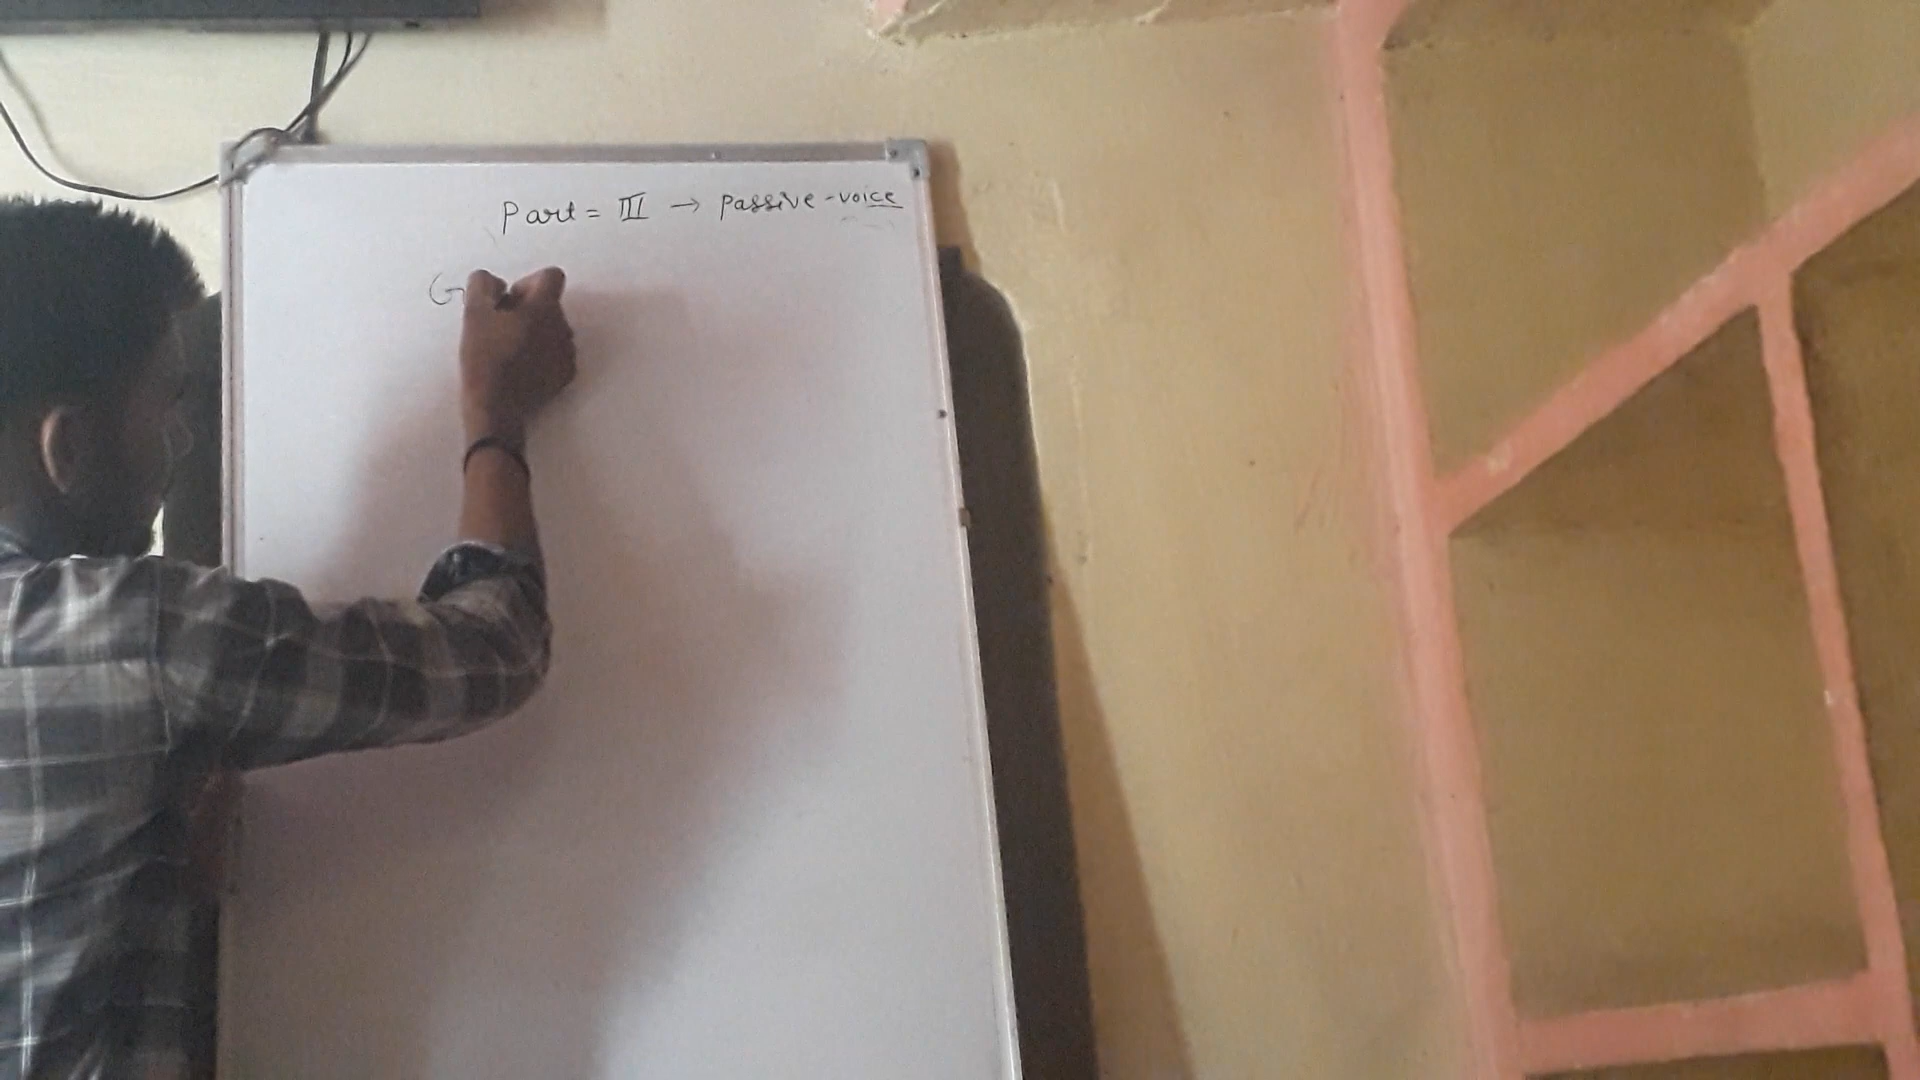 Part = III → Passive-voice
G